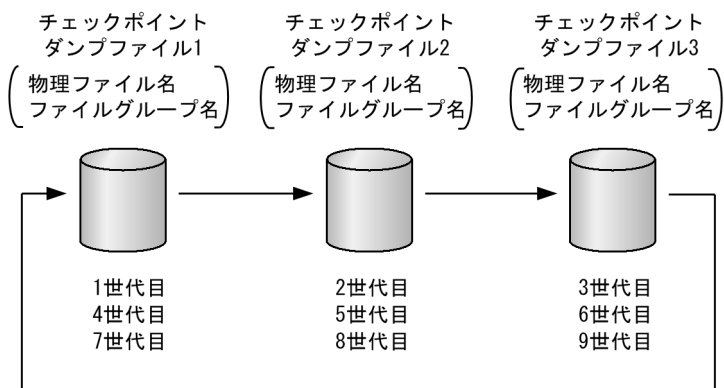 チェックポイント
ダンプファイル1
物理ファイル名
ファイルグループ名
1世代目
4世代目
7世代目
チェックポイント
ダンプファイル2
物理ファイル名
ファイルグループ名
2世代目
5世代目
8世代目
チェックポイント
ダンプファイル3
物理ファイル名
ファイルグループ名
3世代目
6世代目
9世代目